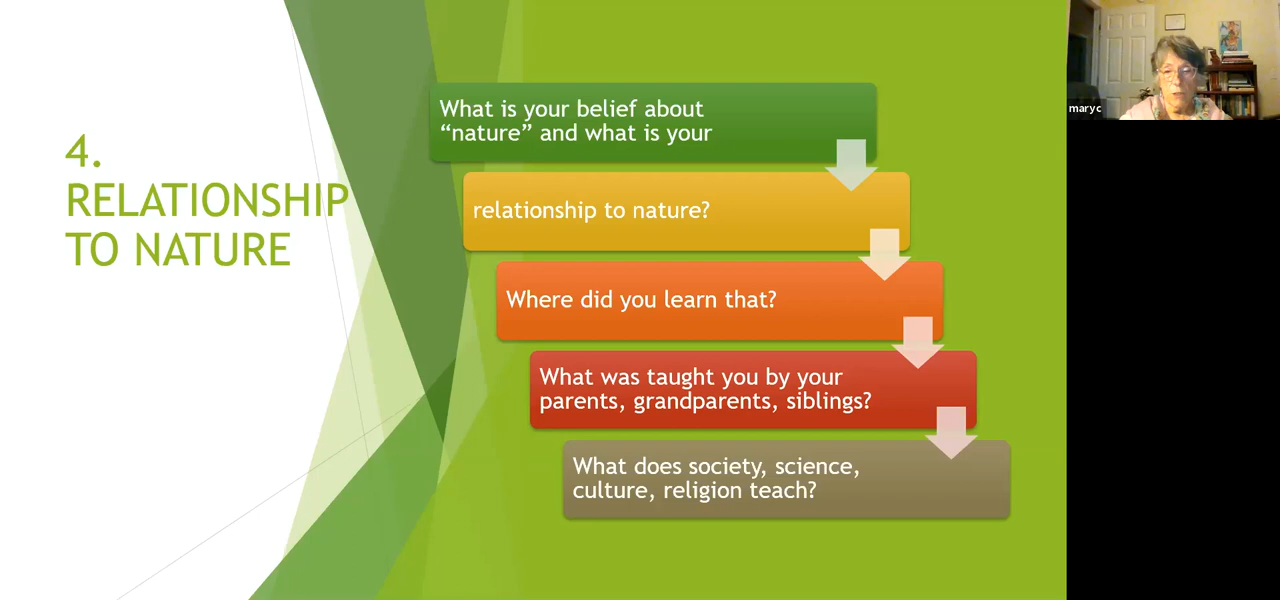 4.
RELATIONSHIP
TO NATURE
What is your belief about
“nature” and what is your
relationship to nature?
Where did you learn that?
What was taught you by your
parents, grandparents, siblings?
What does society, science,
culture, religion teach?
maryc